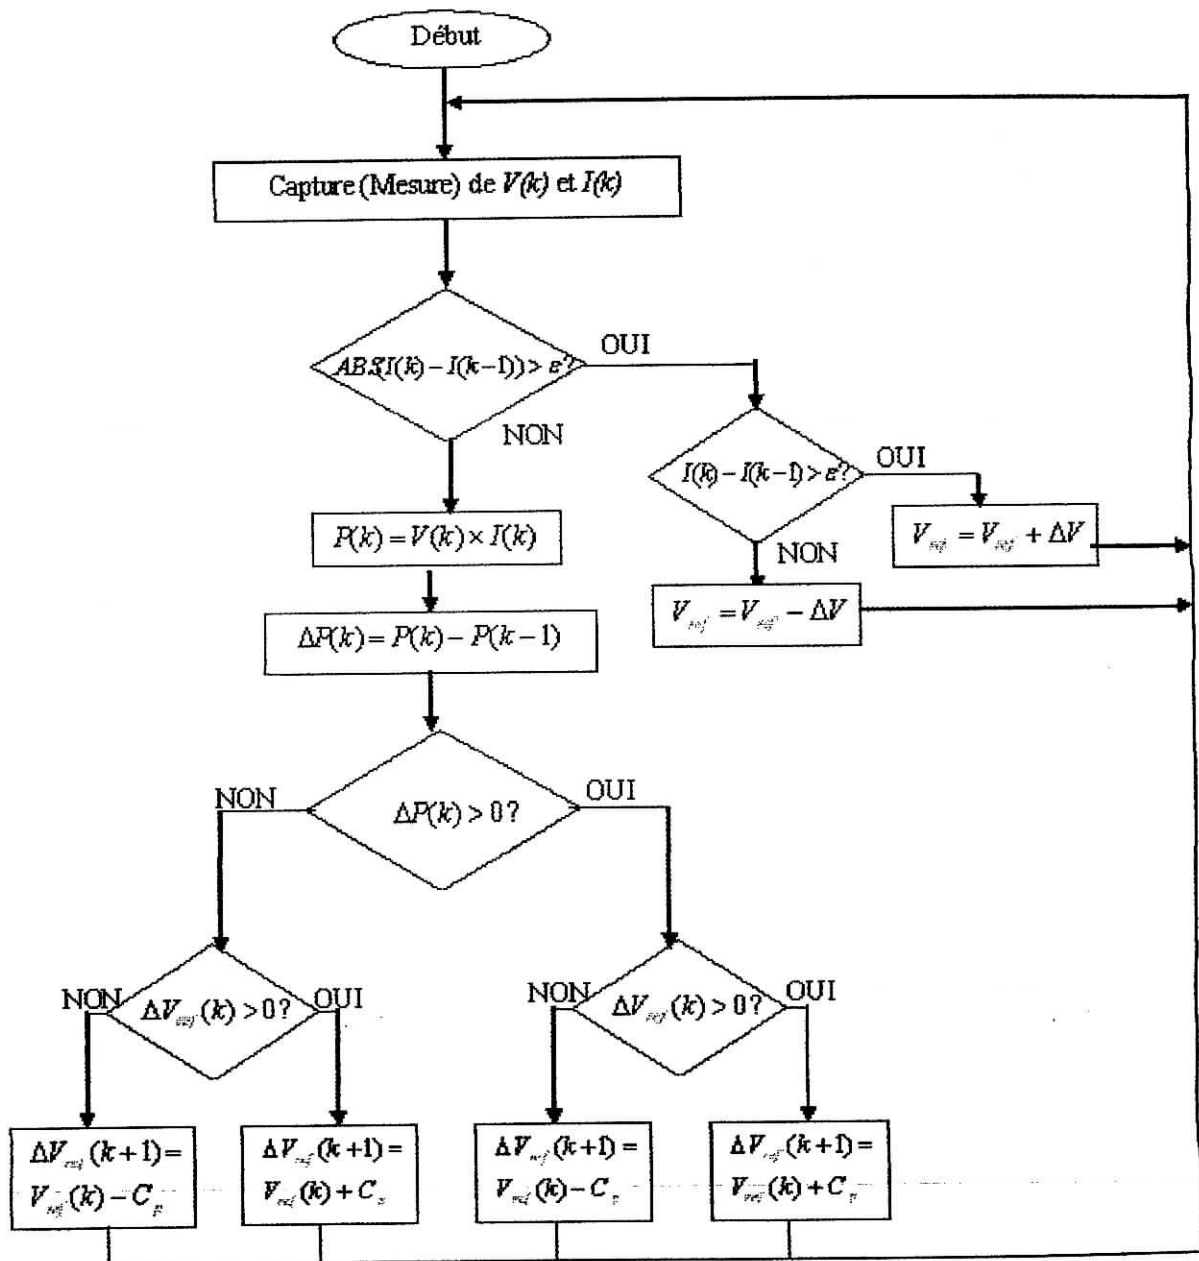 Début
Capture (Mesure) de V(k) et I(k)
ABS(I(k) − I(k−1)) > ε?
OUI
NON
I(k) − I(k−1) > ε?
OUI
NON
V_ref = V_ref + ΔV
P(k) = V(k) × I(k)
V_ref = V_ref − ΔV
ΔP(k) = P(k) − P(k−1)
ΔP(k) > 0?
NON
OUI
ΔV_ref(k) > 0?
NON
OUI
ΔV_ref(k) > 0?
NON
OUI
ΔV_ref(k+1) =
V_ref(k) − C_p
ΔV_ref(k+1) =
V_ref(k) + C_p
ΔV_ref(k+1) =
V_ref(k) − C_p
ΔV_ref(k+1) =
V_ref(k) + C_p